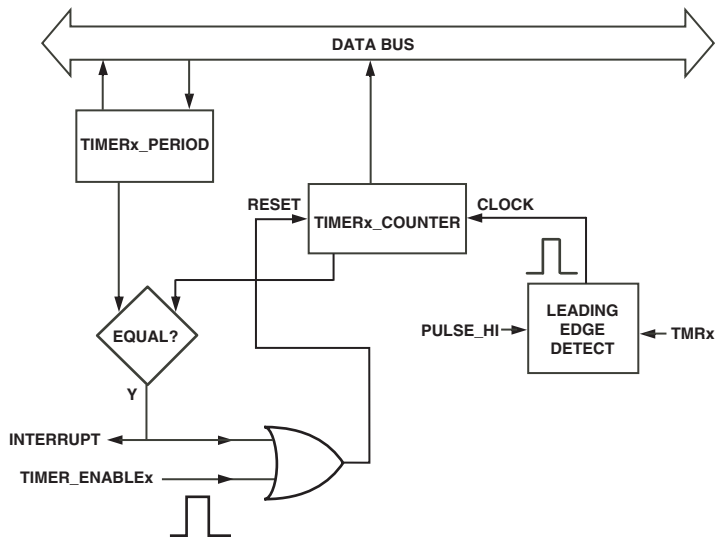 DATA BUS
TIMERx_PERIOD
RESET
TIMERx_COUNTER
CLOCK
EQUAL?
PULSE_HI
LEADING
EDGE
DETECT
TMRx
Y
INTERRUPT
TIMER_ENABLEx